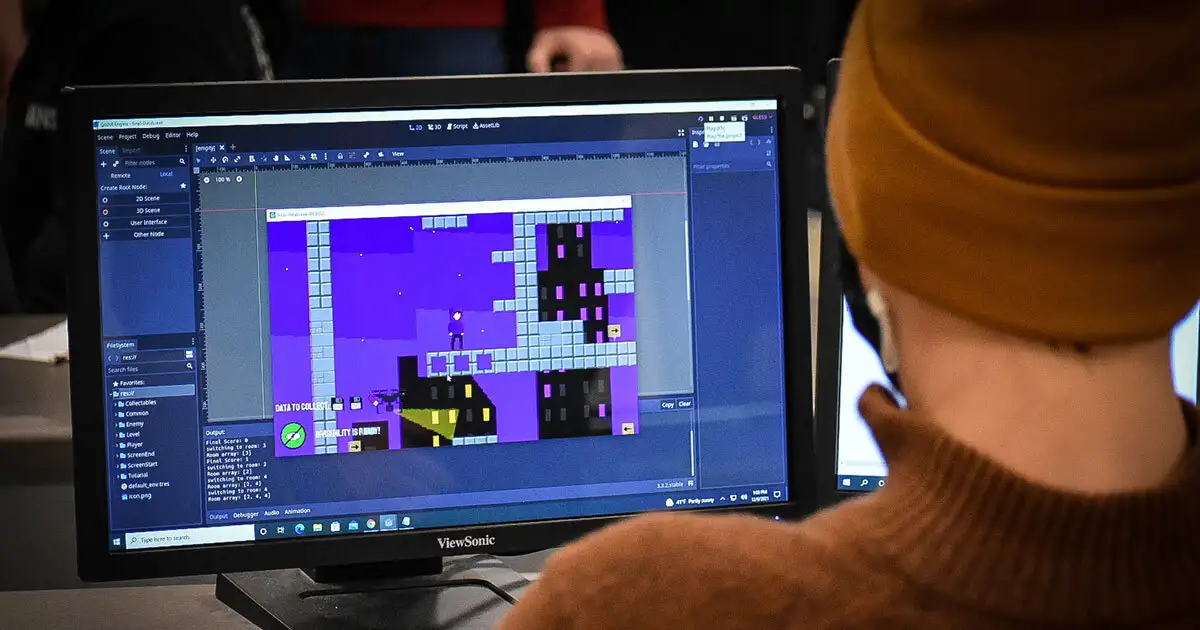 Scene Project Debug Editor Help
2D 3D Script AssetLib
GLES3
Scene Import
Filter nodes
Remote Local
Create Root Node:
2D Scene
3D Scene
User Interface
Other Node
[empty]
View
100 %
FileSystem
res://
Search files
Favorites:
res://
Collectables
Common
Enemy
Level
Player
ScreenEnd
ScreenStart
Tutorial
default_env.tres
icon.png
DATA TO COLLECT:
INVISIBILITY IS READY!
Output:
Copy Clear
Final Score: 0
switching to room: 3
Room array: [3]
Final Score: 1
switching to room: 2
Room array: [2]
switching to room: 4
Room array: [2, 4]
switching to room: 4
Room array: [2, 4, 4]
Output Debugger Audio Animation
3.3.2.stable
Type here to search
41°F Partly sunny
ViewSonic